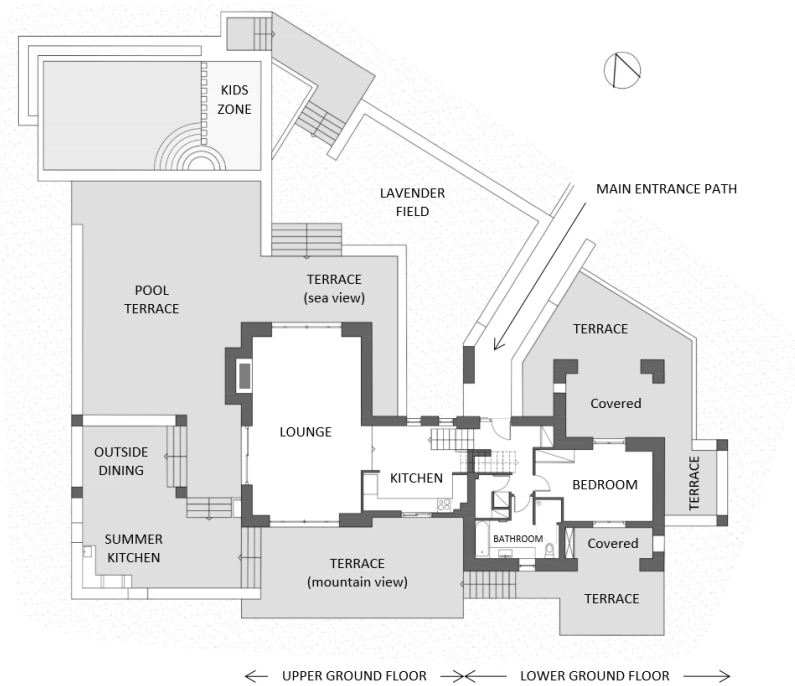 KIDS
ZONE
MAIN ENTRANCE PATH
LAVENDER
FIELD
TERRACE
(sea view)
POOL
TERRACE
TERRACE
Covered
LOUNGE
OUTSIDE
DINING
KITCHEN
BEDROOM
TERRACE
SUMMER
KITCHEN
BATHROOM
Covered
TERRACE
(mountain view)
TERRACE
UPPER GROUND FLOOR
LOWER GROUND FLOOR